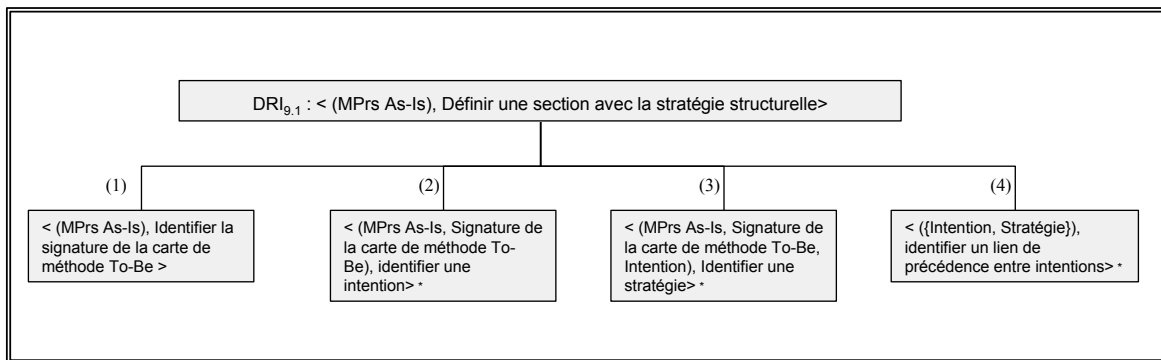 DRI9.1 : < (MPrs As-Is), Définir une section avec la stratégie structurelle>
(1)
(2)
(3)
(4)
< (MPrs As-Is), Identifier la
signature de la carte de
méthode To-Be >
< (MPrs As-Is, Signature de
la carte de méthode To-
Be), identifier une
intention> *
< (MPrs As-Is, Signature de
la carte de méthode To-Be,
Intention), Identifier une
stratégie> *
< ({Intention, Stratégie}),
identifier un lien de
précédence entre intentions> *